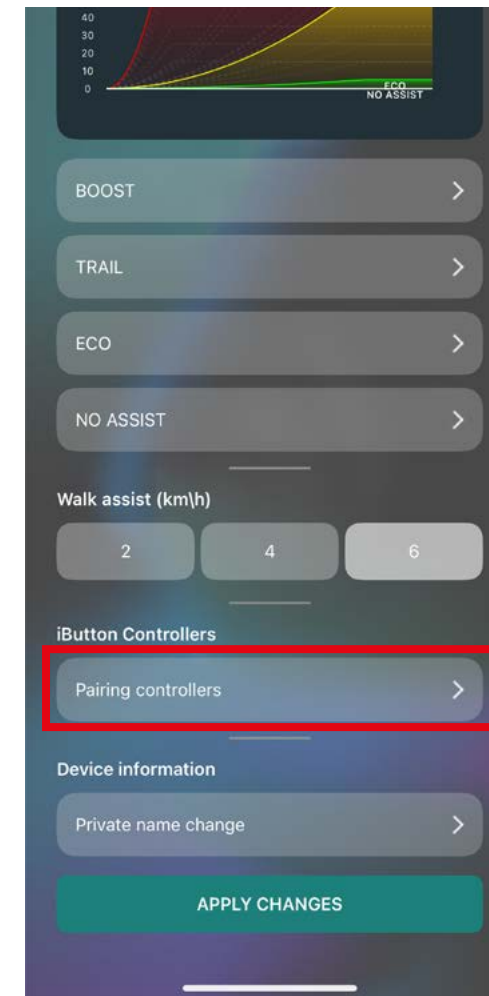 40
30
20
10
0
ECO
NO ASSIST
BOOST
TRAIL
ECO
NO ASSIST
Walk assist (km\h)
2 4 6
iButton Controllers
Pairing controllers
Device information
Private name change
APPLY CHANGES